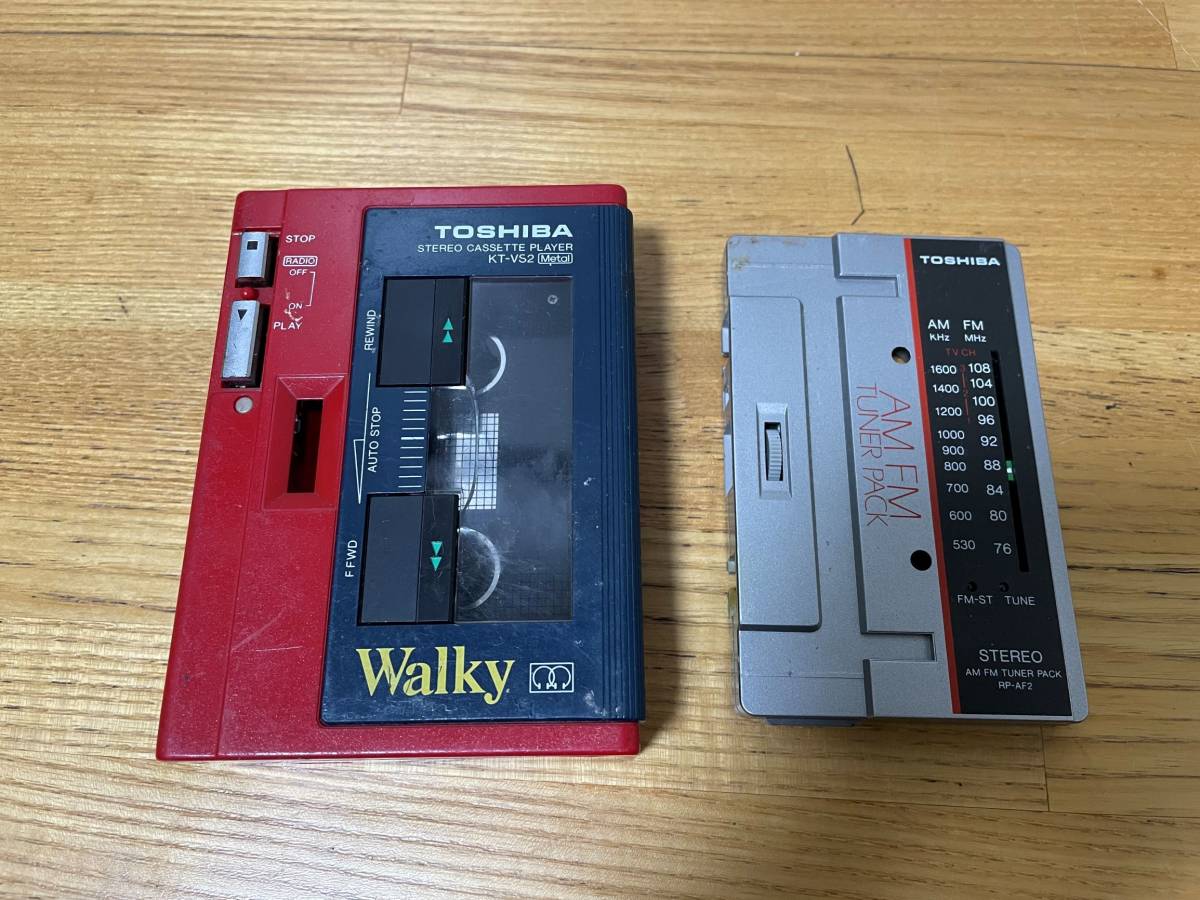 TOSHIBA
STEREO CASSETTE PLAYER
KT-VS2 Metal
STOP
RADIO
OFF
ON
PLAY
REWIND
AUTO STOP
F FWD
Walky
TOSHIBA
AM FM
KHz MHz
TV CH
1600 108
1400 104
100
1200 96
1000 92
900
800 88
700 84
600 80
530 76
FM-ST TUNE
STEREO
AM FM TUNER PACK
RP-AF2
AM FM
TUNER PACK